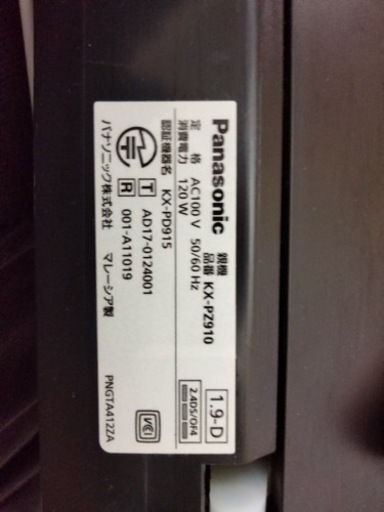 Panasonic
親機
品番 KX-PZ910
定 格 AC100 V 50/60 Hz
消費電力 120 W
認証機器名 KX-PD915
T AD17-0124001
R 001-A11019
パナソニック株式会社 マレーシア製
1.9-D
2.4DS/OF4
VCCI
PNGTA412ZA